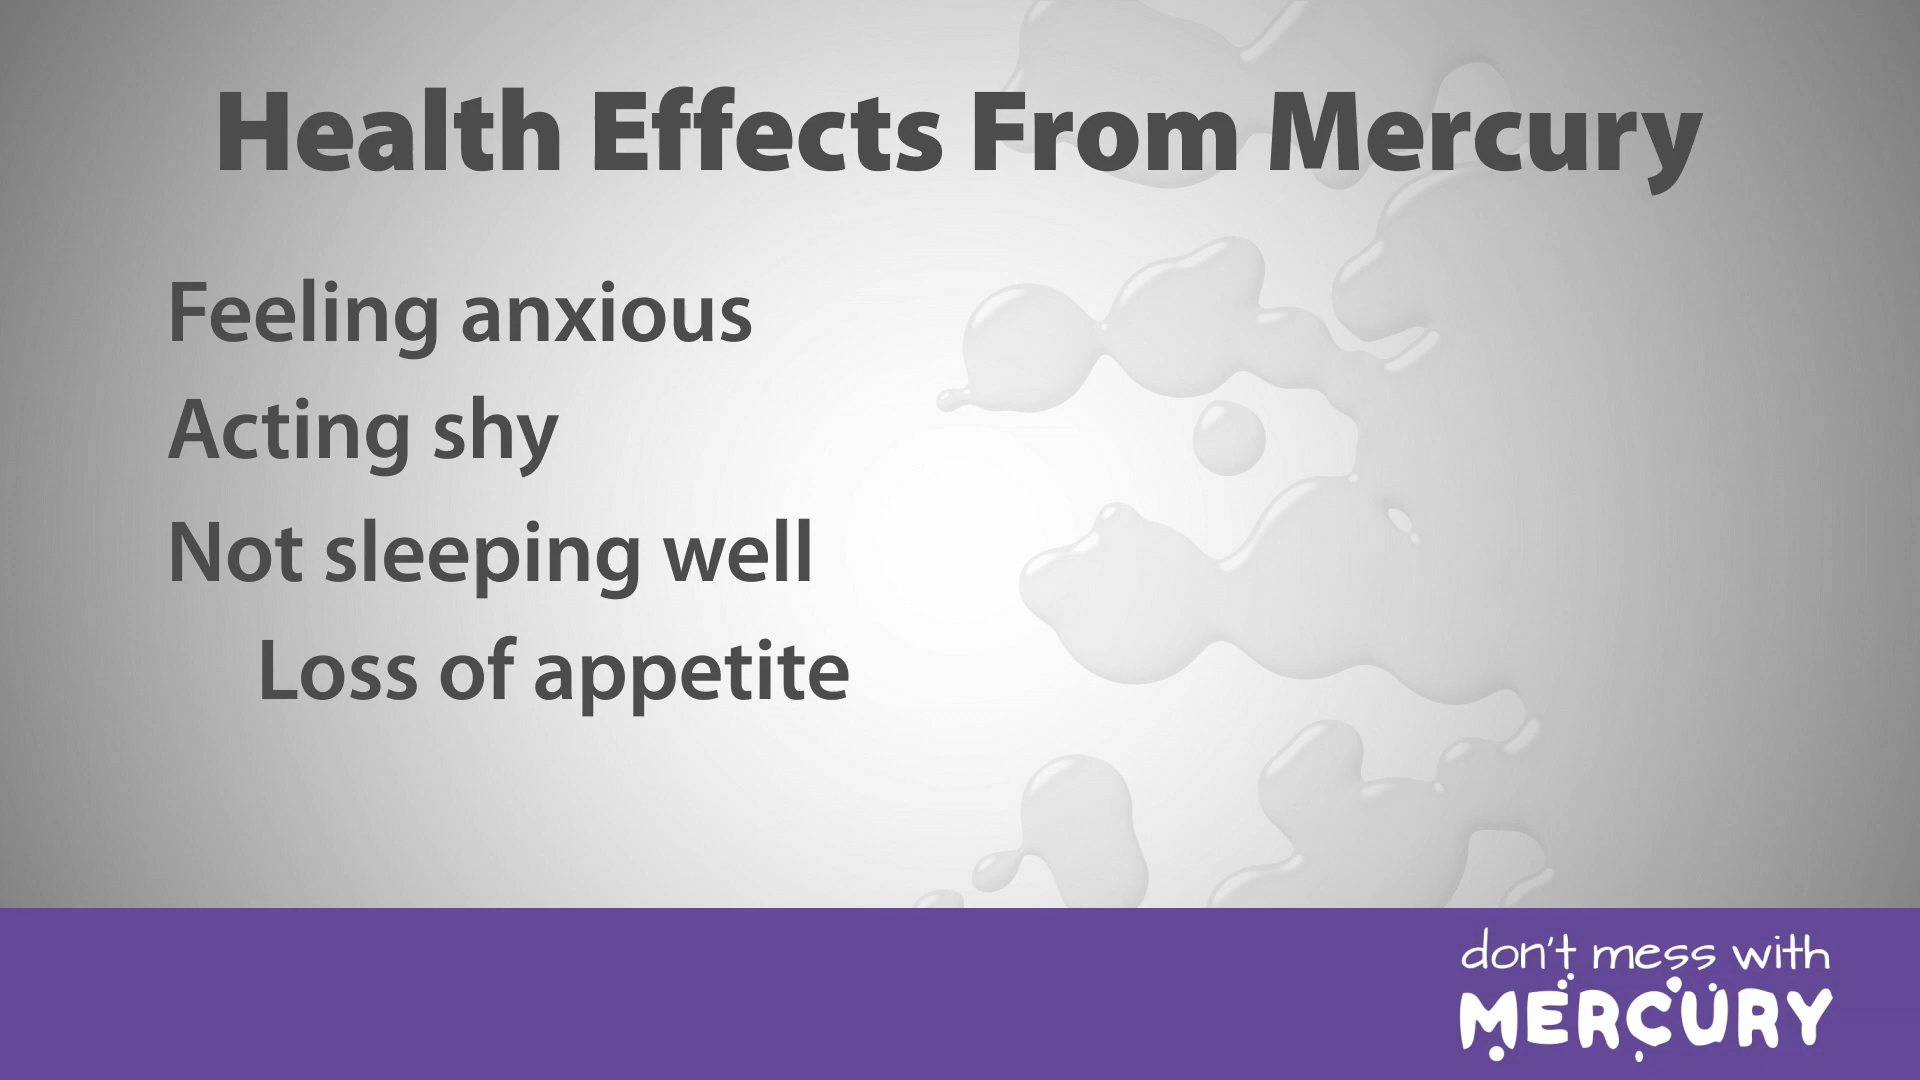 Health Effects From Mercury
Feeling anxious
Acting shy
Not sleeping well
Loss of appetite
don't mess with
MERCURY